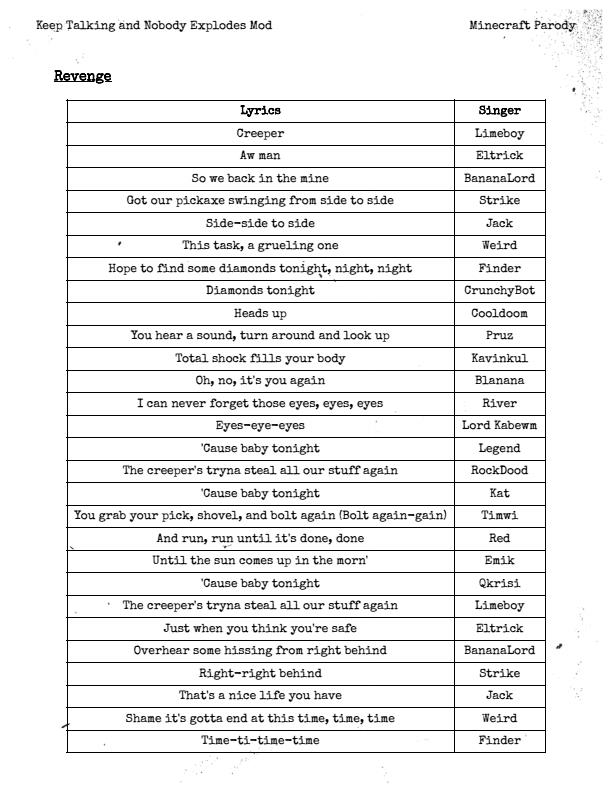 Keep Talking and Nobody Explodes Mod Minecraft Parody
Revenge
Lyrics Singer
Creeper Limeboy
Aw man Eltrick
So we back in the mine BananaLord
Got our pickaxe swinging from side to side Strike
Side-side to side Jack
This task, a grueling one Weird
Hope to find some diamonds tonight, night, night Finder
Diamonds tonight CrunchyBot
Heads up Cooldoom
You hear a sound, turn around and look up Pruz
Total shock fills your body Kavinkul
Oh, no, it's you again Blanana
I can never forget those eyes, eyes, eyes River
Eyes-eye-eyes Lord Kabewm
'Cause baby tonight Legend
The creeper's tryna steal all our stuff again RockDood
'Cause baby tonight Kat
You grab your pick, shovel, and bolt again (Bolt again-gain) Timwi
And run, run until it's done, done Red
Until the sun comes up in the morn' Emik
'Cause baby tonight Qkrisi
The creeper's tryna steal all our stuff again Limeboy
Just when you think you're safe Eltrick
Overhear some hissing from right behind BananaLord
Right-right behind Strike
That's a nice life you have Jack
Shame it's gotta end at this time, time, time Weird
Time-ti-time-time Finder